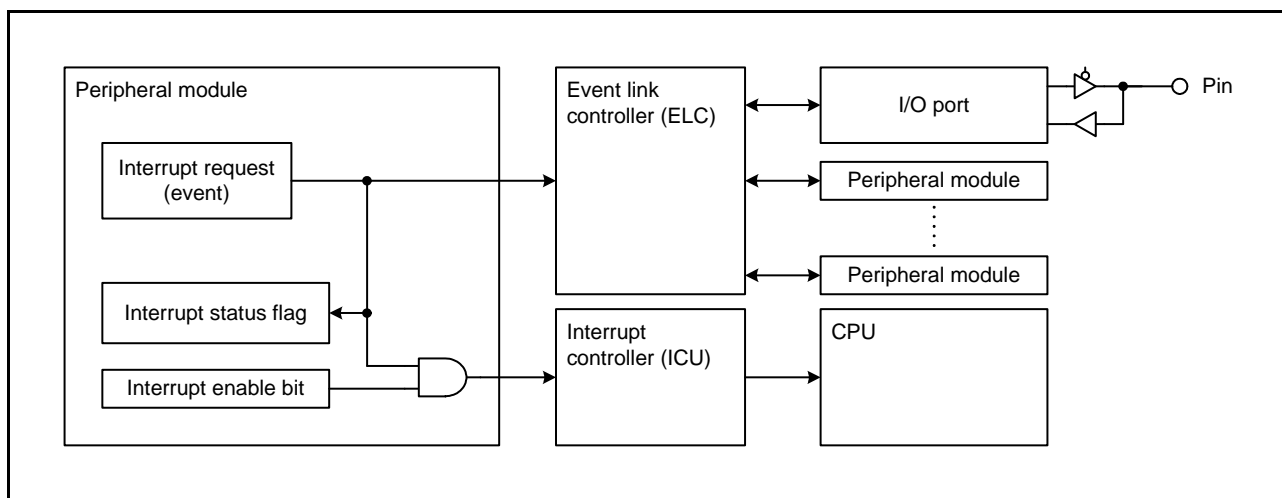 Peripheral module
Interrupt request
(event)
Interrupt status flag
Interrupt enable bit
Event link
controller (ELC)
Interrupt
controller (ICU)
I/O port
Pin
Peripheral module
Peripheral module
CPU